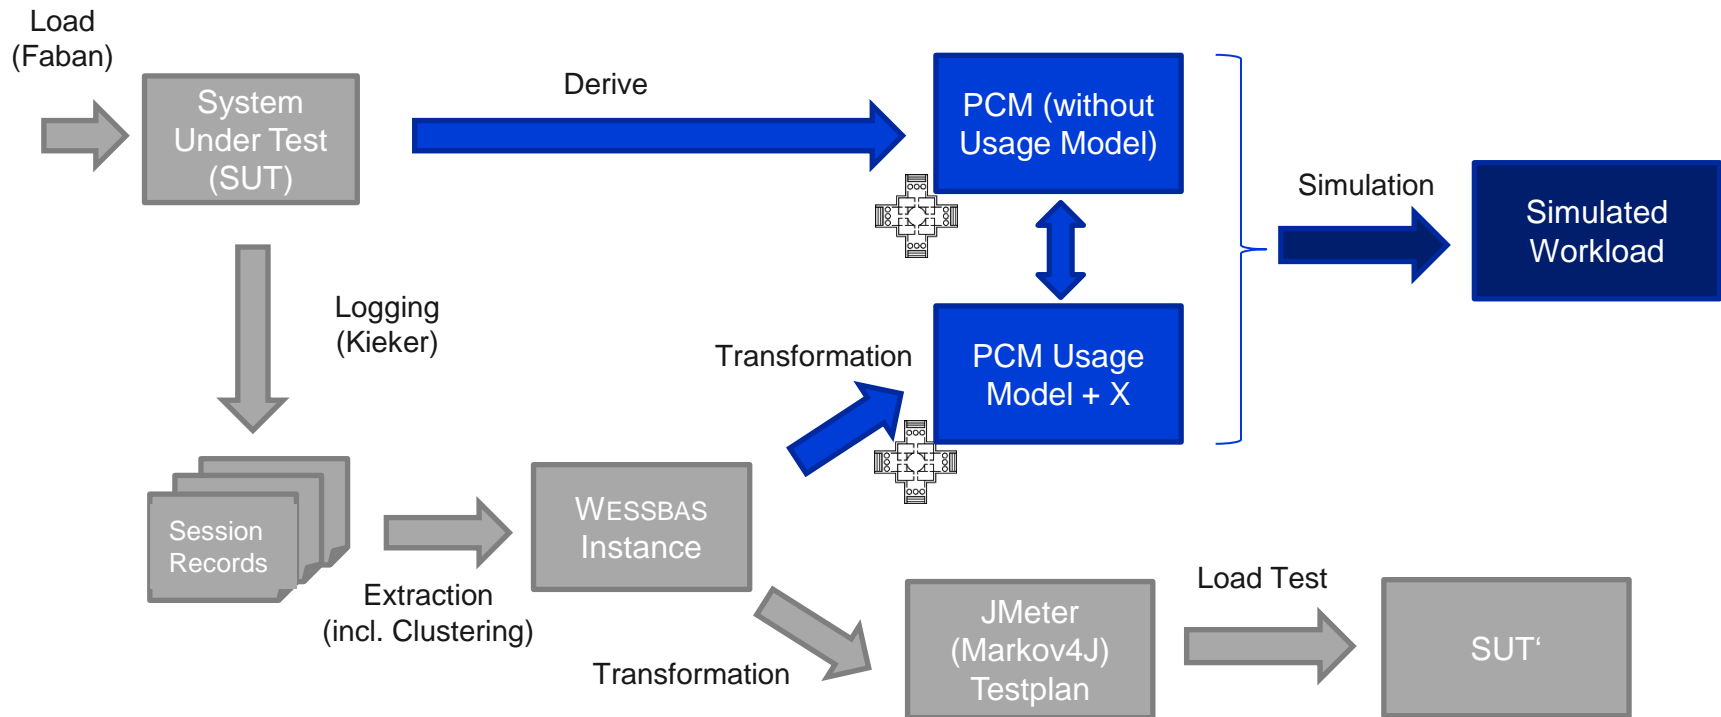 Load
(Faban)
System
Under Test
(SUT)
Derive
PCM (without
Usage Model)
Simulation
Simulated
Workload
Logging
(Kieker)
Transformation
PCM Usage
Model + X
Session
Records
Extraction
(incl. Clustering)
WESSBAS
Instance
Transformation
JMeter
(Markov4J)
Testplan
Load Test
SUT‘